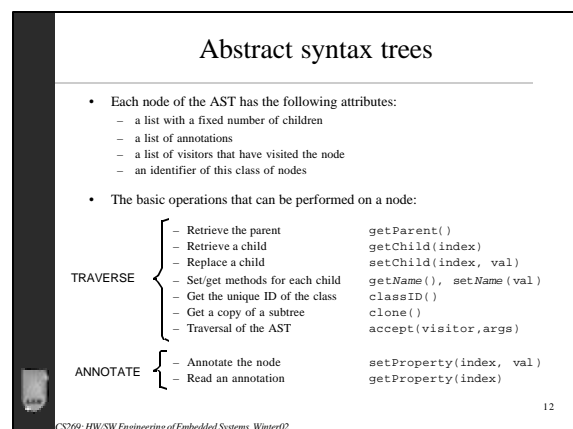 Abstract syntax trees
• Each node of the AST has the following attributes:
– a list with a fixed number of children
– a list of annotations
– a list of visitors that have visited the node
– an identifier of this class of nodes
• The basic operations that can be performed on a node:
TRAVERSE
– Retrieve the parent getParent()
– Retrieve a child getChild(index)
– Replace a child setChild(index, val)
– Set/get methods for each child getName(), setName(val)
– Get the unique ID of the class classID()
– Get a copy of a subtree clone()
– Traversal of the AST accept(visitor,args)
ANNOTATE
– Annotate the node setProperty(index, val)
– Read an annotation getProperty(index)
12
CS269: HW/SW Engineering of Embedded Systems, Winter02